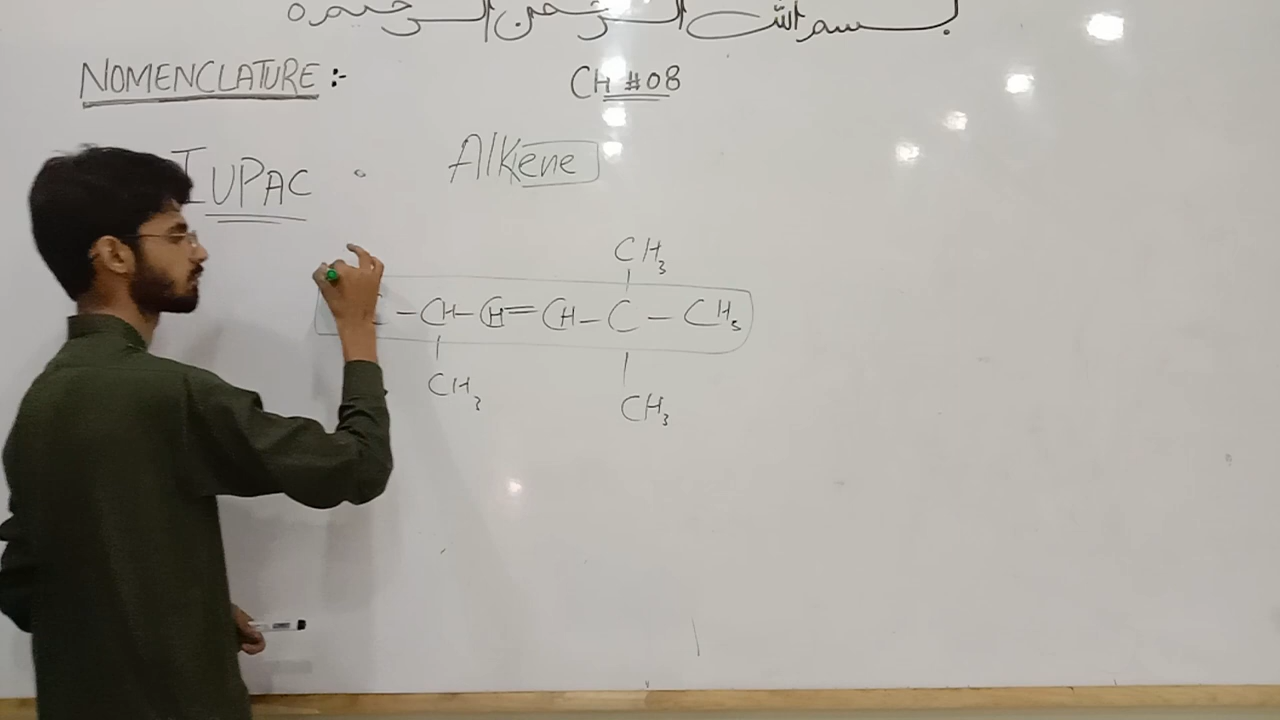 بسم الله الرحمن الرحيم
NOMENCLATURE :-
CH #08
IUPAC
Alkene
CH3
C – CH – CH = CH – C – CH3
CH3
CH3